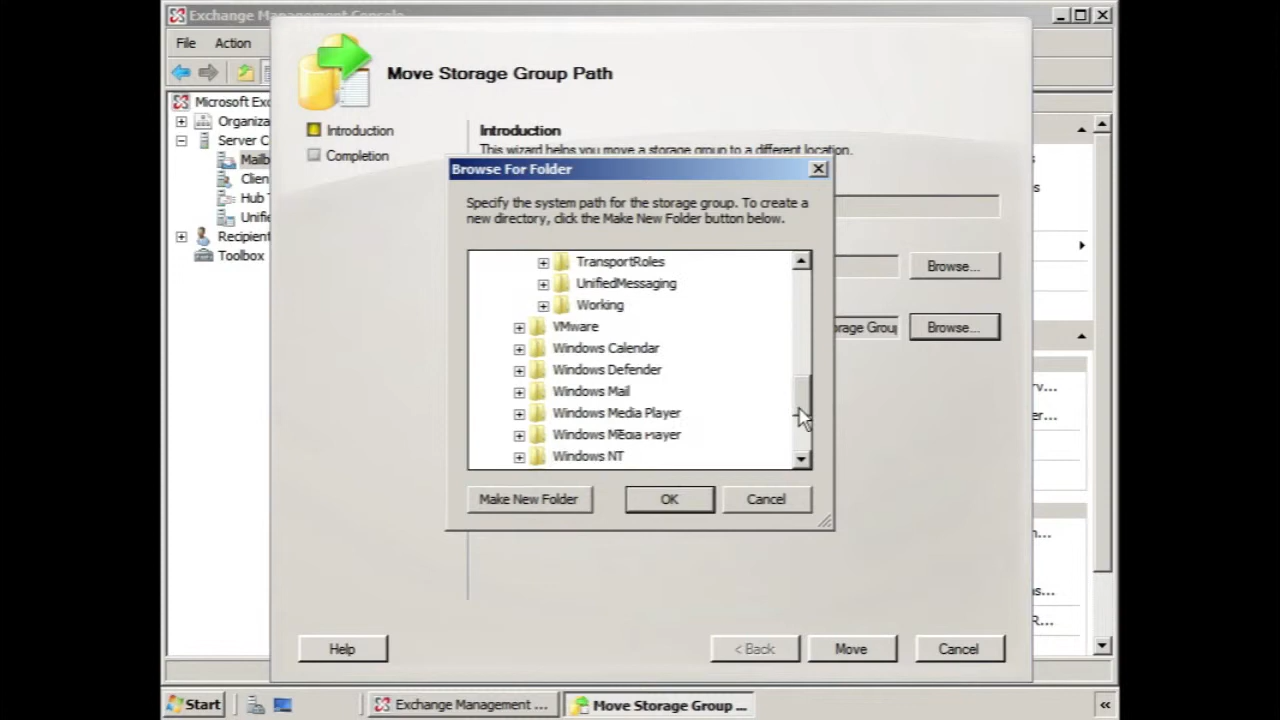 Exchange Management Console
File Action
Move Storage Group Path
Microsoft Exc
Organiza
Server C
Mailb
Clien
Hub T
Unifie
Recipient
Toolbox
Introduction
Completion
Introduction
This wizard helps you move a storage group to a different location.
Browse For Folder
Specify the system path for the storage group. To create a
new directory, click the Make New Folder button below.
TransportRoles
UnifiedMessaging
Working
VMware
Windows Calendar
Windows Defender
Windows Mail
Windows Media Player
Windows Media Player
Windows NT
Make New Folder OK Cancel
Browse...
orage Grou Browse...
s
rv...
er...
n...
s...
R...
Help < Back Move Cancel
Start Exchange Management ... Move Storage Group ... «